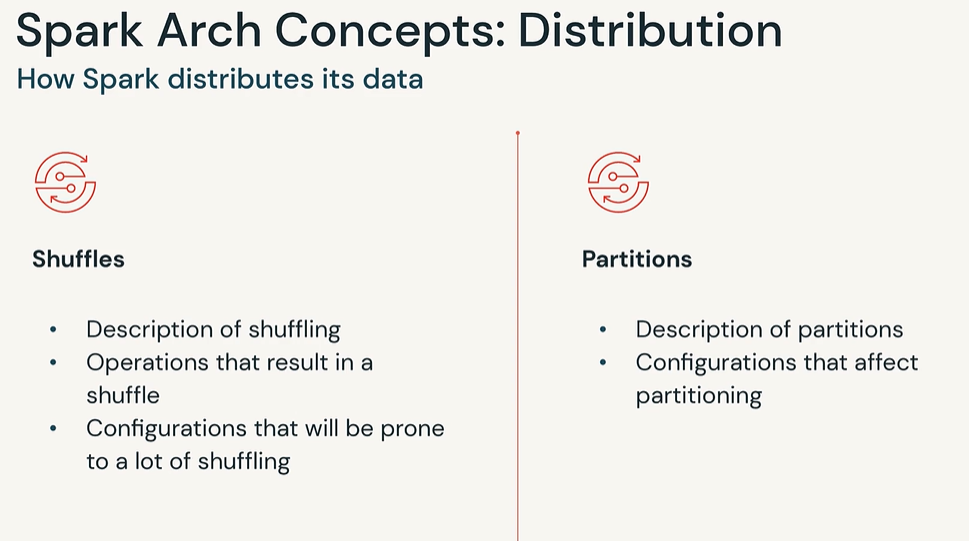 Spark Arch Concepts: Distribution
How Spark distributes its data
Shuffles
• Description of shuffling
• Operations that result in a
shuffle
• Configurations that will be prone
to a lot of shuffling
Partitions
• Description of partitions
• Configurations that affect
partitioning